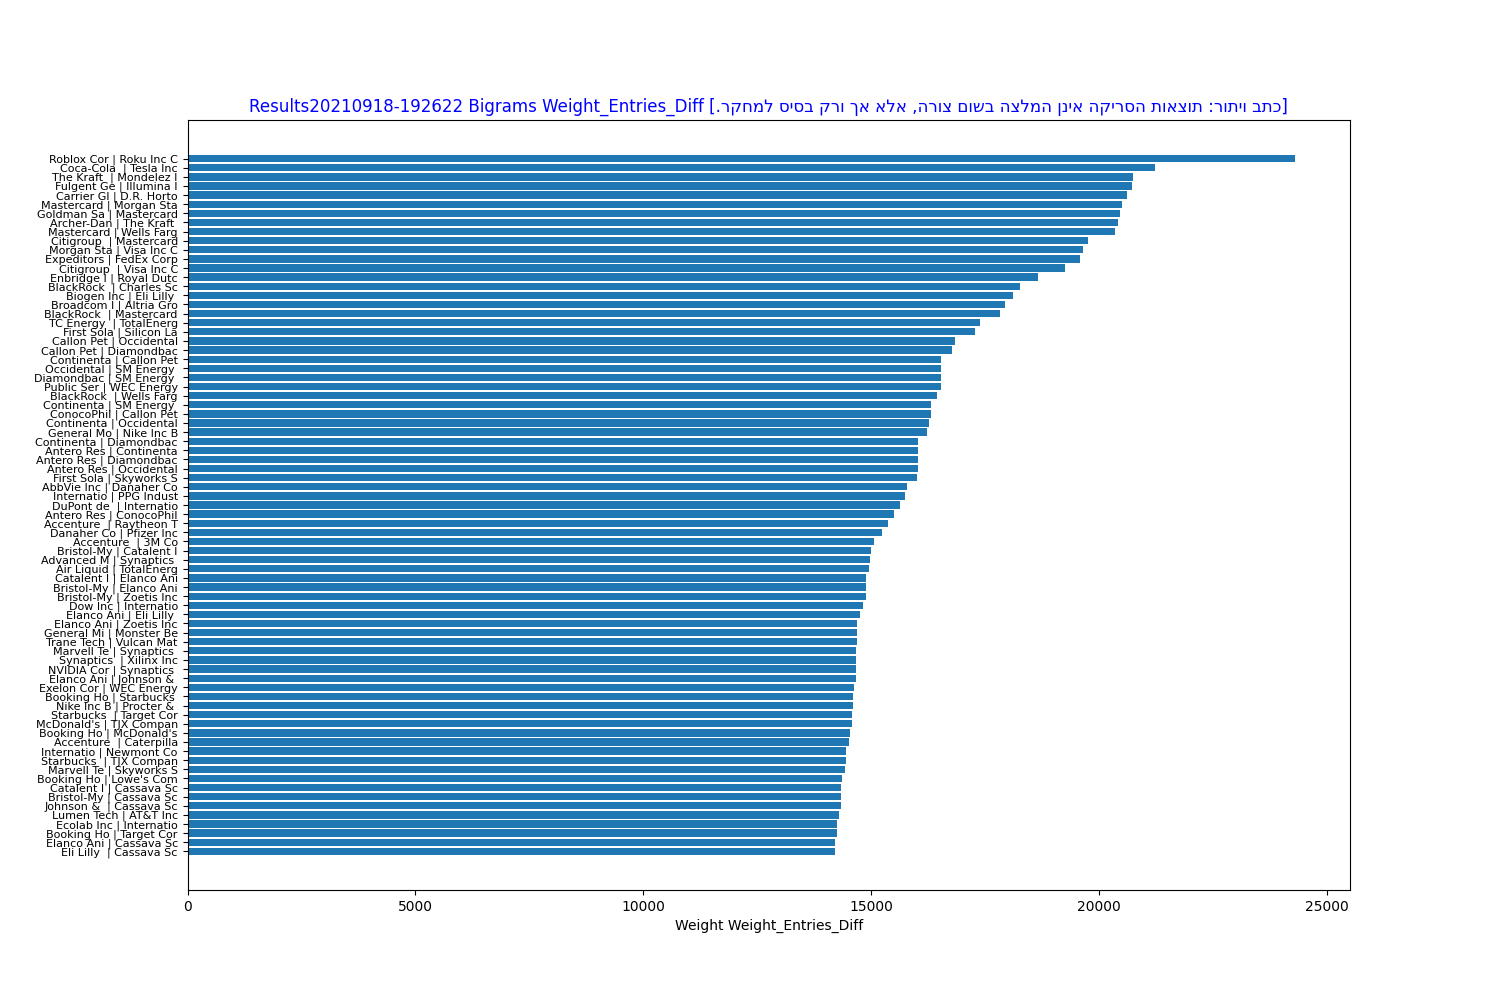 Results20210918-192622 Bigrams Weight_Entries_Diff [כתב ויתור: תוצאות הסריקה אינן המלצה בשום צורה, אלא אך ורק בסיס למחקר.]
Roblox Cor | Roku Inc C
Coca-Cola | Tesla Inc
The Kraft | Mondelez I
Fulgent Ge | Illumina I
Carrier Gl | D.R. Horto
Mastercard | Morgan Sta
Goldman Sa | Mastercard
Archer-Dan | The Kraft
Mastercard | Wells Farg
Citigroup | Mastercard
Morgan Sta | Visa Inc C
Expeditors | FedEx Corp
Citigroup | Visa Inc C
Enbridge I | Royal Dutc
BlackRock | Charles Sc
Biogen Inc | Eli Lilly
Broadcom I | Altria Gro
BlackRock | Mastercard
TC Energy | TotalEnerg
First Sola | Silicon La
Callon Pet | Occidental
Callon Pet | Diamondbac
Continenta | Callon Pet
Occidental | SM Energy
Diamondbac | SM Energy
Public Ser | WEC Energy
BlackRock | Wells Farg
Continenta | SM Energy
ConocoPhil | Callon Pet
Continenta | Occidental
General Mo | Nike Inc B
Continenta | Diamondbac
Antero Res | Continenta
Antero Res | Diamondbac
Antero Res | Occidental
First Sola | Skyworks S
AbbVie Inc | Danaher Co
Internatio | PPG Indust
DuPont de | Internatio
Antero Res | ConocoPhil
Accenture | Raytheon T
Danaher Co | Pfizer Inc
Accenture | 3M Co
Bristol-My | Catalent I
Advanced M | Synaptics
Air Liquid | TotalEnerg
Catalent I | Elanco Ani
Bristol-My | Elanco Ani
Bristol-My | Zoetis Inc
Dow Inc | Internatio
Elanco Ani | Eli Lilly
Elanco Ani | Zoetis Inc
General Mi | Monster Be
Trane Tech | Vulcan Mat
Marvell Te | Synaptics
Synaptics | Xilinx Inc
NVIDIA Cor | Synaptics
Elanco Ani | Johnson &
Exelon Cor | WEC Energy
Booking Ho | Starbucks
Nike Inc B | Procter &
Starbucks | Target Cor
McDonald's | TJX Compan
Booking Ho | McDonald's
Accenture | Caterpilla
Internatio | Newmont Co
Starbucks | TJX Compan
Marvell Te | Skyworks S
Booking Ho | Lowe's Com
Catalent I | Cassava Sc
Bristol-My | Cassava Sc
Johnson & | Cassava Sc
Lumen Tech | AT&T Inc
Ecolab Inc | Internatio
Booking Ho | Target Cor
Elanco Ani | Cassava Sc
Eli Lilly | Cassava Sc
0 5000 10000 15000 20000 25000
Weight Weight_Entries_Diff